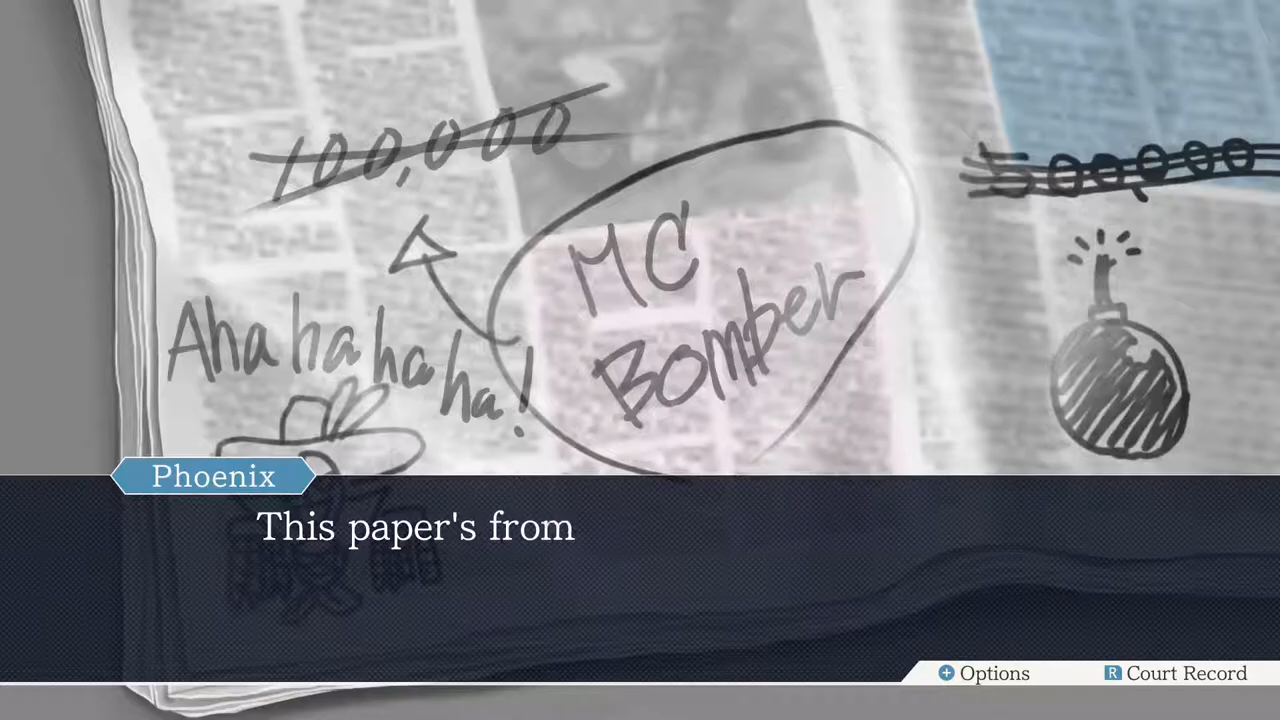 100,000
500,000
MC
Bomber
Ahahahaha!
Phoenix
This paper's from
Options
R Court Record